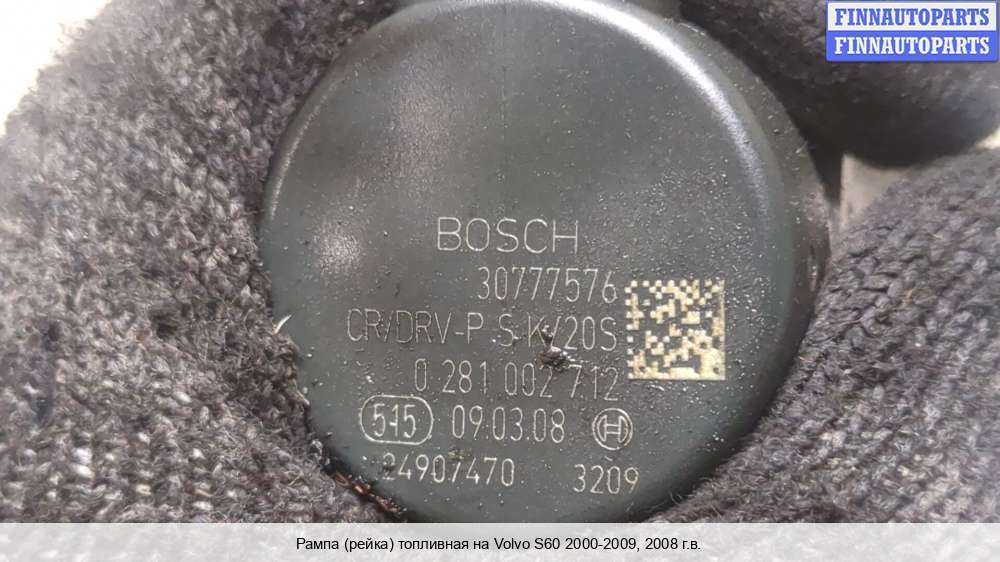 FINNAUTOPARTS
FINNAUTOPARTS
BOSCH
30777576
CR/DRV-P S K/20S
0 281 002 712
515 09.03.08
24907470 3209
Рампа (рейка) топливная на Volvo S60 2000-2009, 2008 г.в.